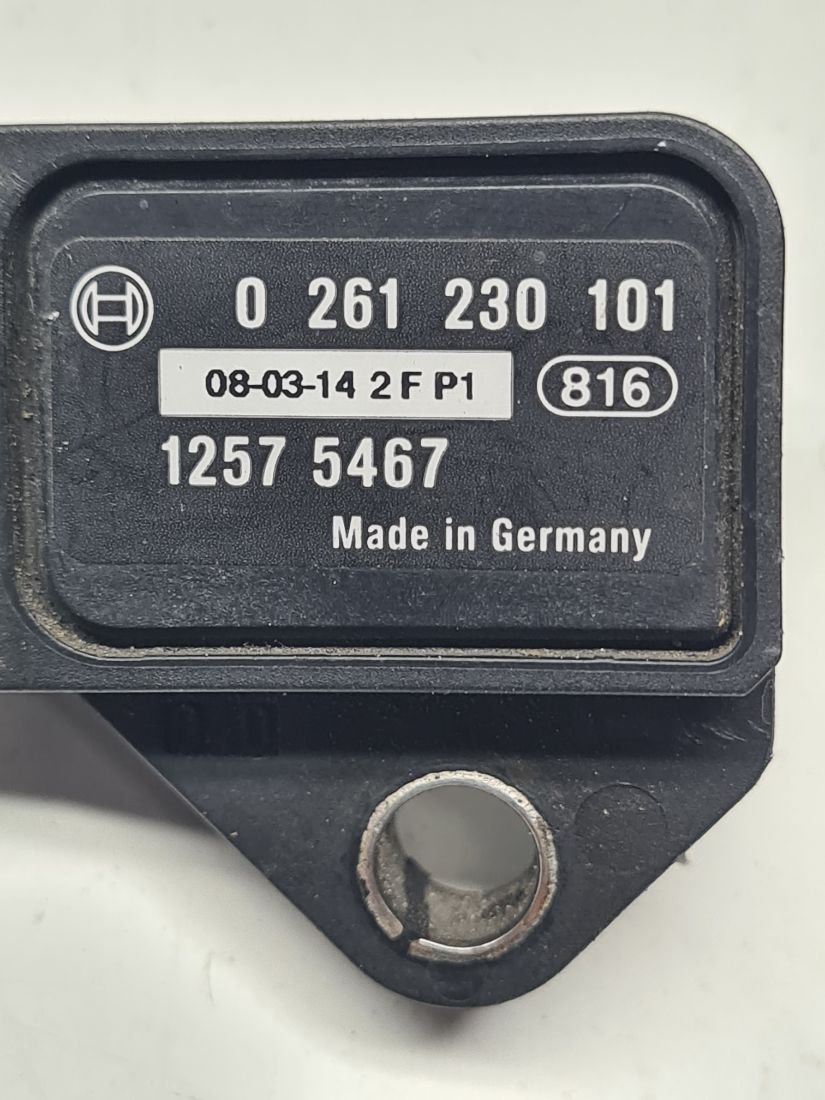 0 261 230 101
08-03-14 2 F P1
816
1257 5467
Made in Germany